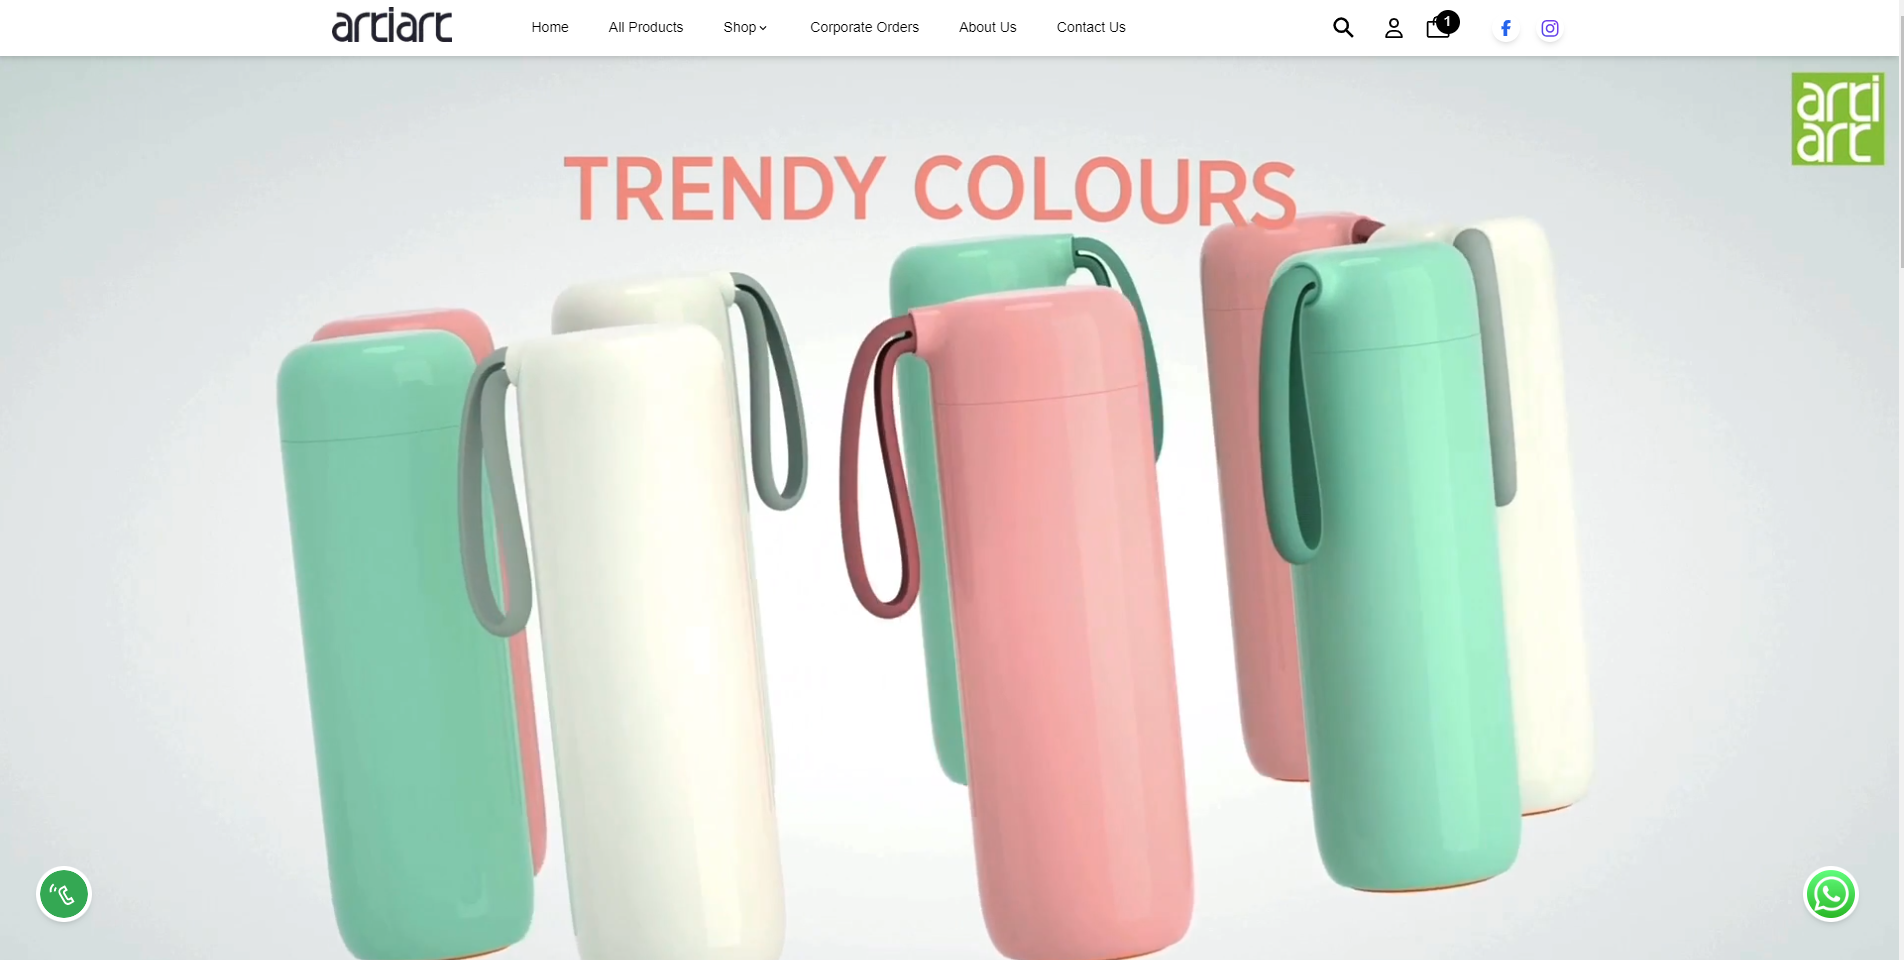 artiart
Home
All Products
Shop
Corporate Orders
About Us
Contact Us
1
arti
art
TRENDY COLOURS